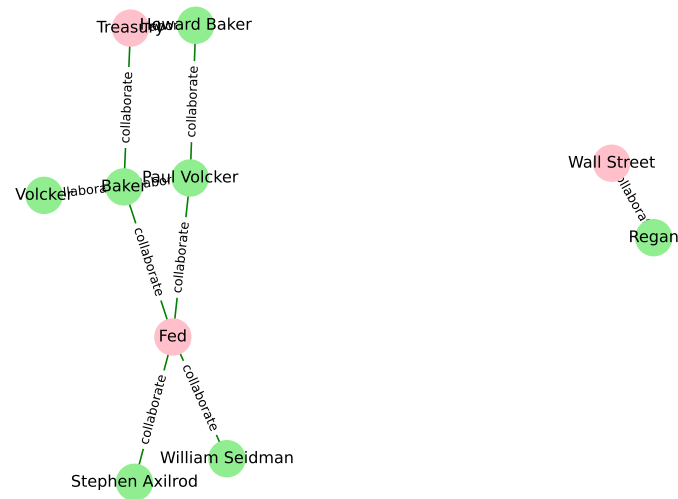 Treasury
Howard Baker
collaborate
collaborate
Wall Street
Paul Volcker
Baker
Volcker
collaborate
collaborate
Regan
Fed
collaborate
collaborate
William Seidman
Stephen Axilrod